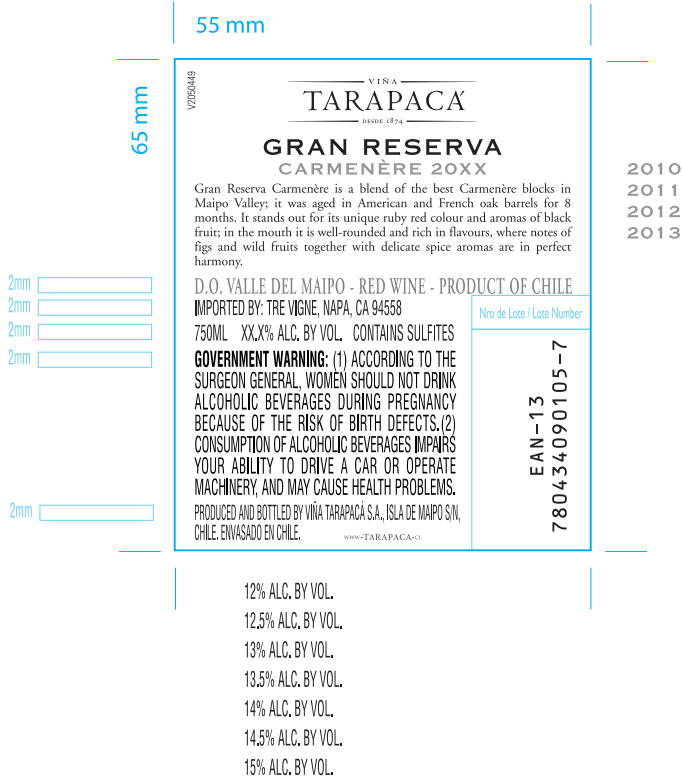 55 mm
65 mm
V2050449
VIÑA
TARAPACÁ
DESDE 1874
GRAN RESERVA
CARMENÈRE 20XX
Gran Reserva Carmenère is a blend of the best Carmenère blocks in
Maipo Valley; it was aged in American and French oak barrels for 8
months. It stands out for its unique ruby red colour and aromas of black
fruit; in the mouth it is well-rounded and rich in flavours, where notes of
figs and wild fruits together with delicate spice aromas are in perfect
harmony.
D.O. VALLE DEL MAIPO - RED WINE - PRODUCT OF CHILE
IMPORTED BY: TRE VIGNE, NAPA, CA 94558
750ML XX.X% ALC. BY VOL. CONTAINS SULFITES
GOVERNMENT WARNING: (1) ACCORDING TO THE
SURGEON GENERAL, WOMEN SHOULD NOT DRINK
ALCOHOLIC BEVERAGES DURING PREGNANCY
BECAUSE OF THE RISK OF BIRTH DEFECTS.(2)
CONSUMPTION OF ALCOHOLIC BEVERAGES IMPAIRS
YOUR ABILITY TO DRIVE A CAR OR OPERATE
MACHINERY, AND MAY CAUSE HEALTH PROBLEMS.
PRODUCED AND BOTTLED BY VIÑA TARAPACÁ S.A., ISLA DE MAIPO S/N,
CHILE. ENVASADO EN CHILE.
WWW·TARAPACA·CL
Nro de Lote / Lote Number
EAN-13
780434090105-7
2010
2011
2012
2013
2mm
2mm
2mm
2mm
2mm
12% ALC. BY VOL.
12.5% ALC. BY VOL.
13% ALC. BY VOL.
13.5% ALC. BY VOL.
14% ALC. BY VOL.
14.5% ALC. BY VOL.
15% ALC. BY VOL.